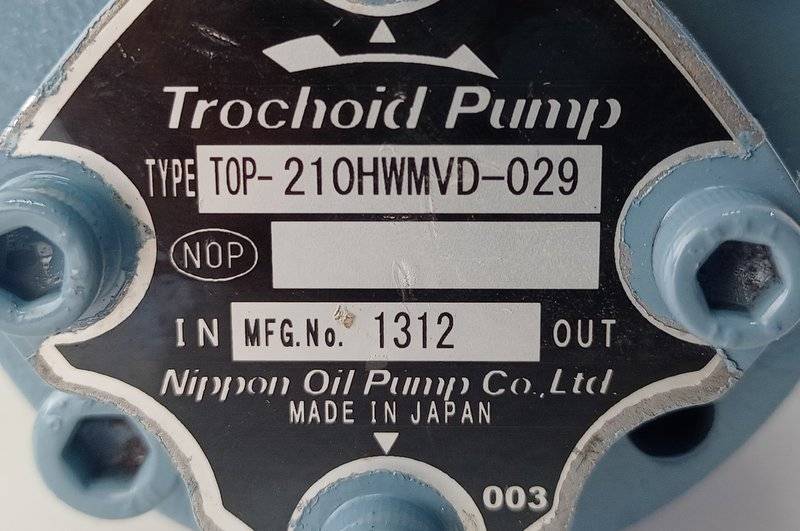 Trochoid Pump
TYPE TOP-210HWMVD-029
NOP
IN MFG.No. 1312 OUT
Nippon Oil Pump Co.,Ltd.
MADE IN JAPAN
003